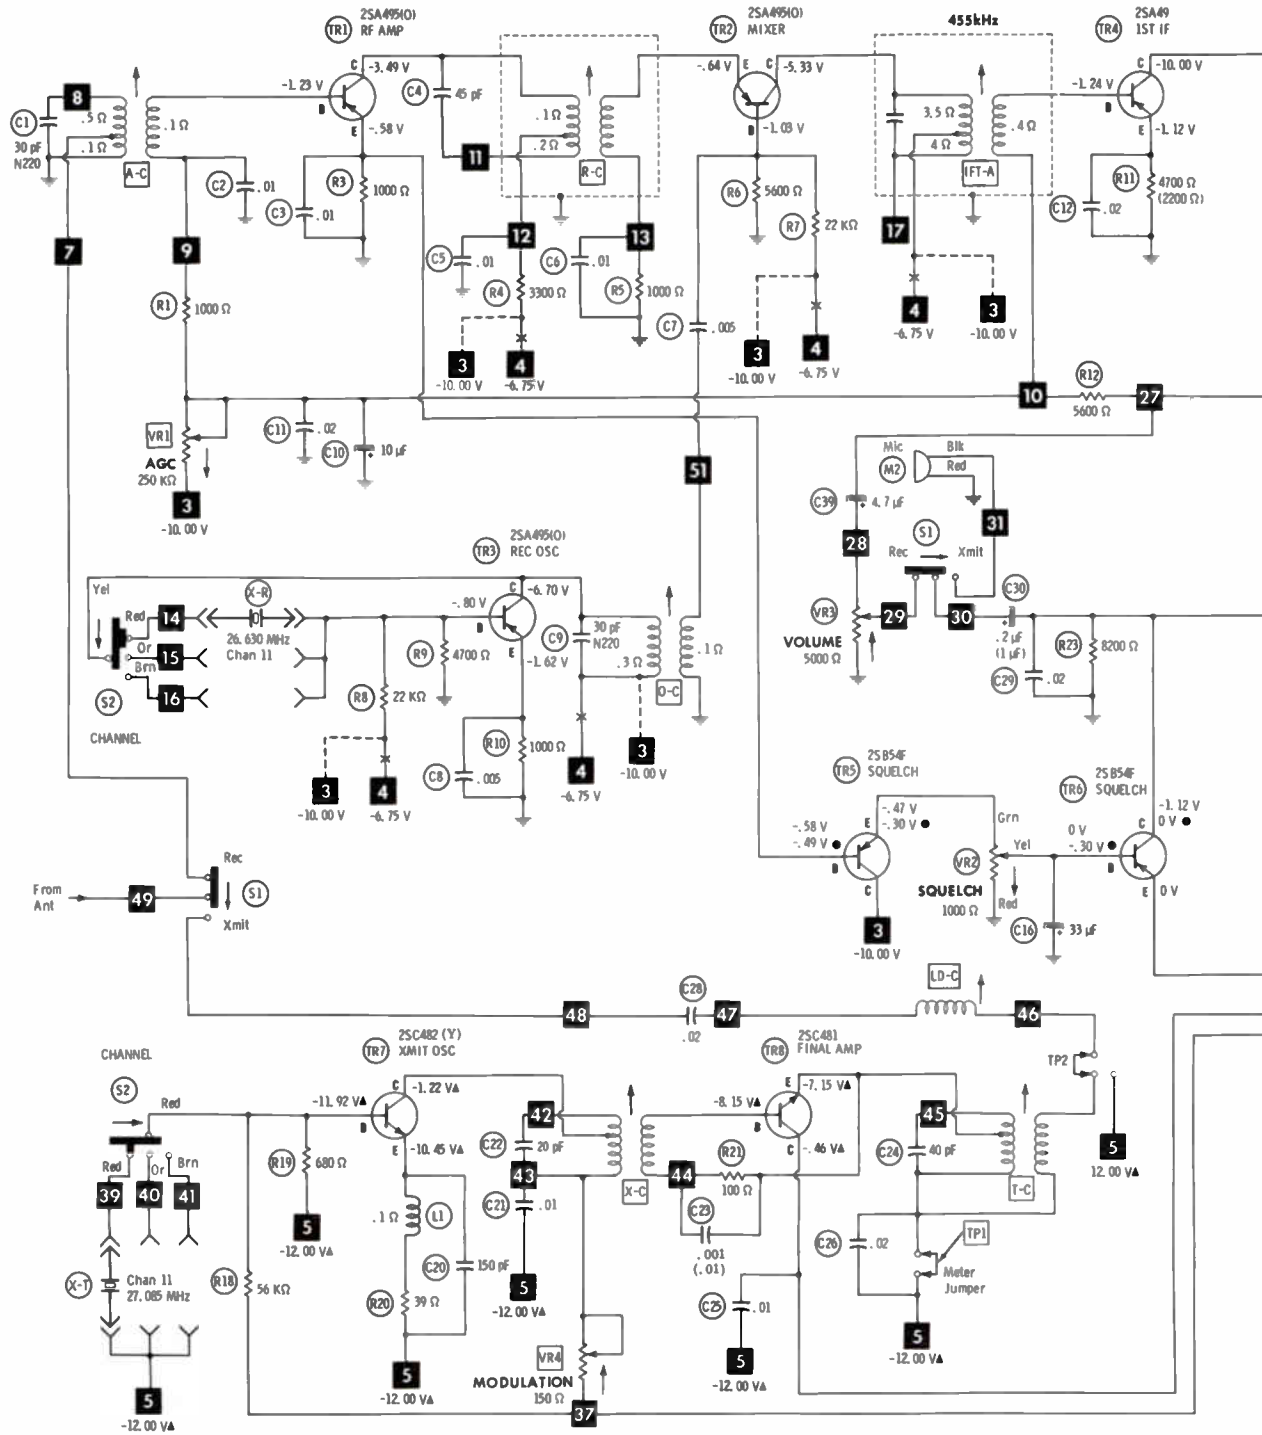 2SA495(O)
TR1 RF AMP
2SA495(O)
TR2 MIXER
455kHz
2SA49
TR4 1ST IF
C -3.49 V
-1.23 V
B
E
-.58 V
C4 45 pF
-.64 V E
C -5.33 V
B
-1.03 V
C -10.00 V
-1.24 V
B
E
-1.12 V
8
C1
30 pF
N220
.5 Ω
.1 Ω
.1 Ω
A-C
C2 .01
C3 .01
R3 1000 Ω
11
.1 Ω
.2 Ω
R-C
R6 5600 Ω
R7 22 KΩ
3.5 Ω
4 Ω
.4 Ω
IFT-A
C12 .02
R11 4700 Ω
(2200 Ω)
7
9
12
13
17
C5 .01
C6 .01
R4 3300 Ω
R5 1000 Ω
R1 1000 Ω
C7 .005
3
-10.00 V
4
-6.75 V
3
-10.00 V
4
-6.75 V
4
-6.75 V
3
-10.00 V
10
R12
5600 Ω
27
VR1
AGC
250 KΩ
3
-10.00 V
C11 .02
C10 10 µF
51
Mic
M2
Blk
Red
C39 4.7 µF
28
31
S1
Rec
Xmit
VR3
VOLUME
5000 Ω
29
30
C30
.2 µF
(1 µF)
C29 .02
R23 8200 Ω
2SA495(O)
TR3 REC OSC
C -6.70 V
-.80 V
B
E
-1.62 V
C9
30 pF
N220
.3 Ω
.1 Ω
O-C
Yel
Red 14
X-R
26.630 MHz
Chan 11
Or 15
Brn 16
S2
CHANNEL
R9 4700 Ω
R8 22 KΩ
R10 1000 Ω
C8 .005
3
-10.00 V
4
-6.75 V
4
-6.75 V
3
-10.00 V
2SB54F
TR5 SQUELCH
-.58 V
-.49 V ●
B
E
-.47 V
-.30 V ●
C
3
-10.00 V
Grn
Yel
Red
VR2
SQUELCH
1000 Ω
C16 33 µF
2SB54F
TR6 SQUELCH
0 V
-.30 V ●
B
C
-1.12 V
0 V ●
E 0 V
Rec
S1
Xmit
From
Ant
49
48
C28
.02
47
LD-C
46
TP2
5
12.00 V▲
CHANNEL
S2
Red
Red
Or
Brn
39
40
41
X-T
Chan 11
27.085 MHz
5
-12.00 V▲
2SC482 (Y)
TR7 XMIT OSC
C -1.22 V▲
-11.92 V▲
B
E
-10.45 V▲
R19 680 Ω
5
-12.00 V▲
R18 56 KΩ
.1 Ω L1
C20 150 pF
R20 39 Ω
5
-12.00 V▲
42
C22 20 pF
43
C21 .01
5
-12.00 V▲
X-C
VR4
MODULATION
150 Ω
37
2SC481
TR8 FINAL AMP
E -7.15 V▲
-8.15 V▲
B
C
-.46 V▲
44
R21
100 Ω
C23
.001
(.01)
C25 .01
5
-12.00 V▲
45
C24 40 pF
T-C
C26 .02
TP1
Meter
Jumper
5
-12.00 V▲